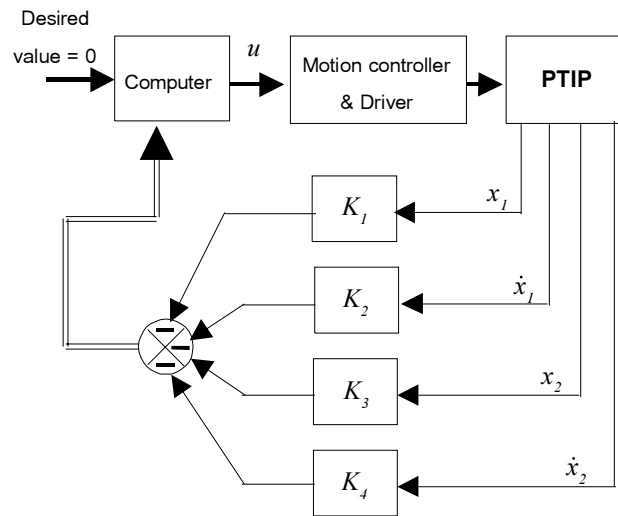 Desired
value = 0
Computer
u
Motion controller
& Driver
PTIP
K₁
x₁
K₂
ẋ₁
K₃
x₂
K₄
ẋ₂